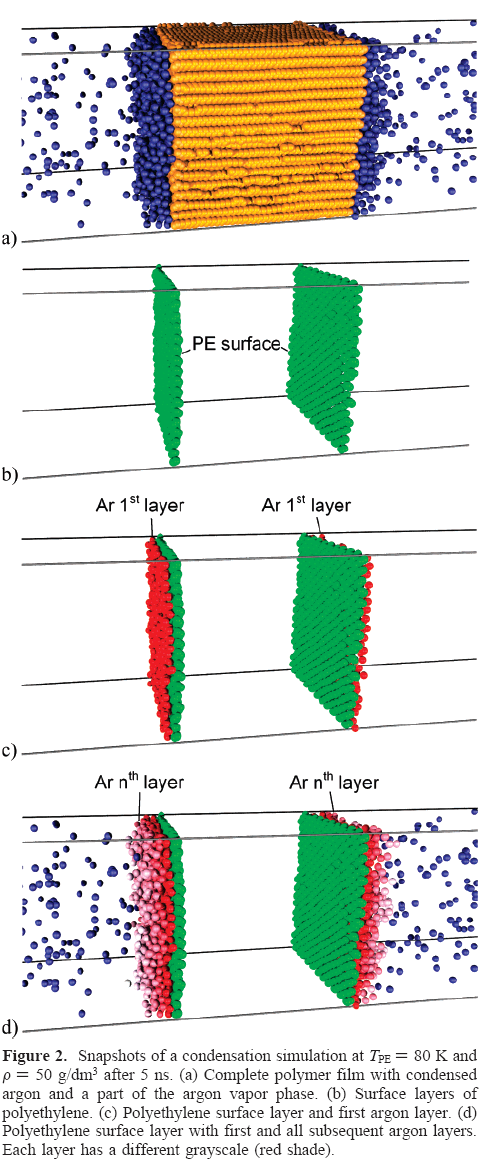 a)
PE surface
b)
Ar 1st layer Ar 1st layer
c)
Ar nth layer Ar nth layer
d)
Figure 2. Snapshots of a condensation simulation at TPE = 80 K and
ρ = 50 g/dm3 after 5 ns. (a) Complete polymer film with condensed
argon and a part of the argon vapor phase. (b) Surface layers of
polyethylene. (c) Polyethylene surface layer and first argon layer. (d)
Polyethylene surface layer with first and all subsequent argon layers.
Each layer has a different grayscale (red shade).